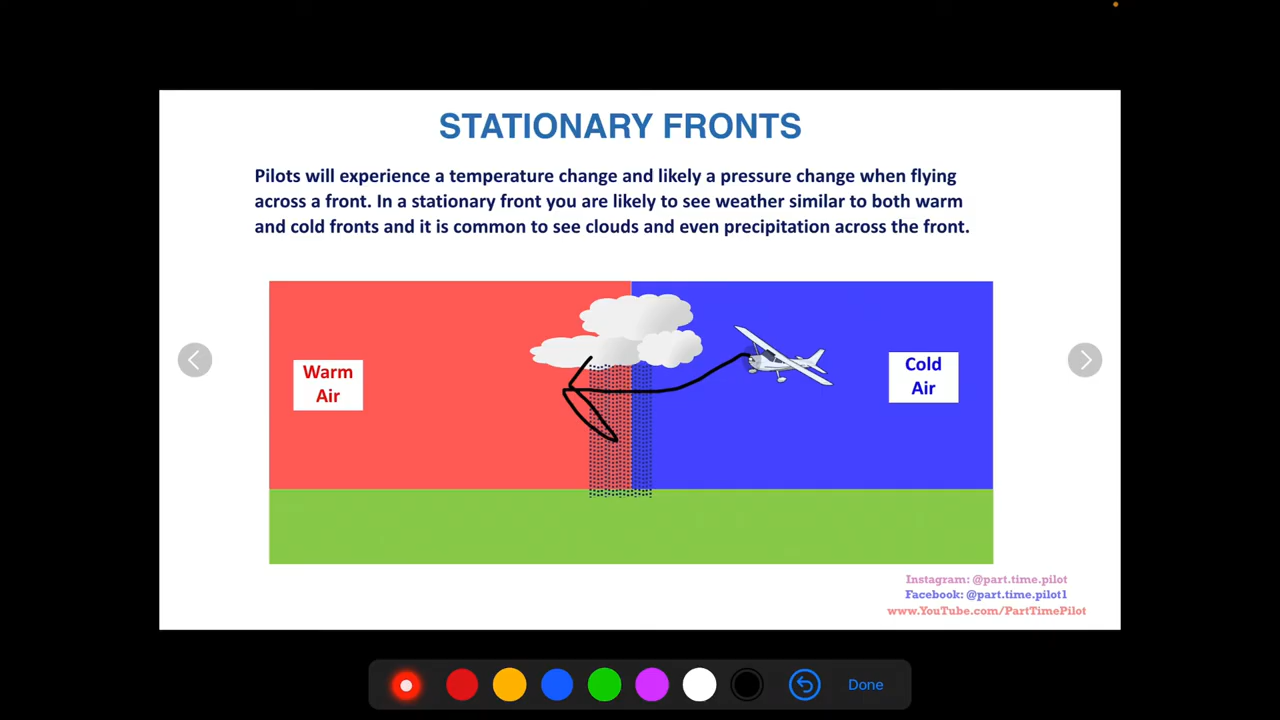 STATIONARY FRONTS
Pilots will experience a temperature change and likely a pressure change when flying
across a front. In a stationary front you are likely to see weather similar to both warm
and cold fronts and it is common to see clouds and even precipitation across the front.
Warm
Air
Cold
Air
Instagram: @part.time.pilot
Facebook: @part.time.pilot1
www.YouTube.com/PartTimePilot
Done